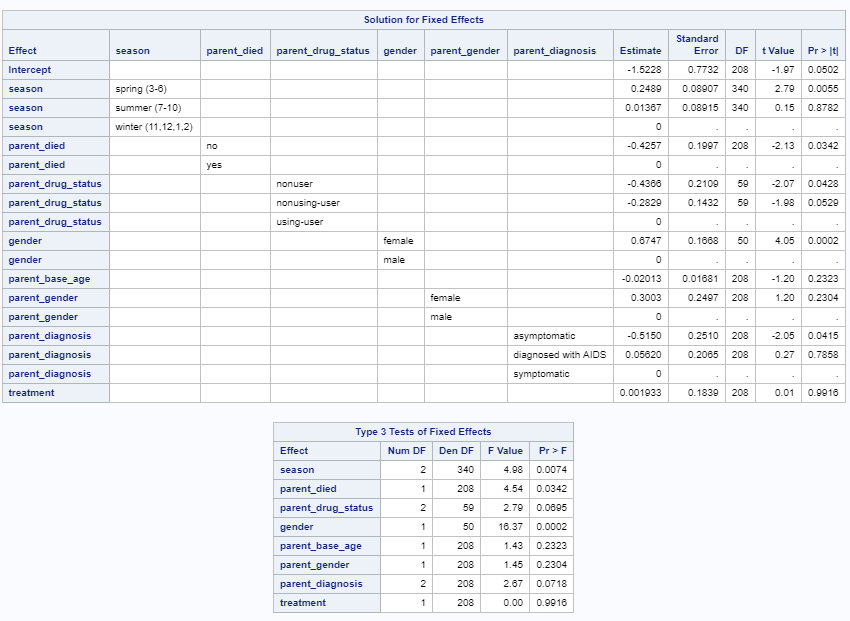 Solution for Fixed Effects
Effect season parent_died parent_drug_status gender parent_gender parent_diagnosis Estimate Standard Error DF t Value Pr > |t|
Intercept -1.5228 0.7732 208 -1.97 0.0502
season spring (3-6) 0.2489 0.08907 340 2.79 0.0055
season summer (7-10) 0.01367 0.08915 340 0.15 0.8782
season winter (11,12,1,2) 0 . . . .
parent_died no -0.4257 0.1997 208 -2.13 0.0342
parent_died yes 0 . . . .
parent_drug_status nonuser -0.4366 0.2109 59 -2.07 0.0428
parent_drug_status nonusing-user -0.2829 0.1432 59 -1.98 0.0529
parent_drug_status using-user 0 . . . .
gender female 0.6747 0.1668 50 4.05 0.0002
gender male 0 . . . .
parent_base_age -0.02013 0.01681 208 -1.20 0.2323
parent_gender female 0.3003 0.2497 208 1.20 0.2304
parent_gender male 0 . . . .
parent_diagnosis asymptomatic -0.5150 0.2510 208 -2.05 0.0415
parent_diagnosis diagnosed with AIDS 0.05620 0.2065 208 0.27 0.7858
parent_diagnosis symptomatic 0 . . . .
treatment 0.001933 0.1839 208 0.01 0.9916
Type 3 Tests of Fixed Effects
Effect Num DF Den DF F Value Pr > F
season 2 340 4.98 0.0074
parent_died 1 208 4.54 0.0342
parent_drug_status 2 59 2.79 0.0695
gender 1 50 16.37 0.0002
parent_base_age 1 208 1.43 0.2323
parent_gender 1 208 1.45 0.2304
parent_diagnosis 2 208 2.67 0.0718
treatment 1 208 0.00 0.9916